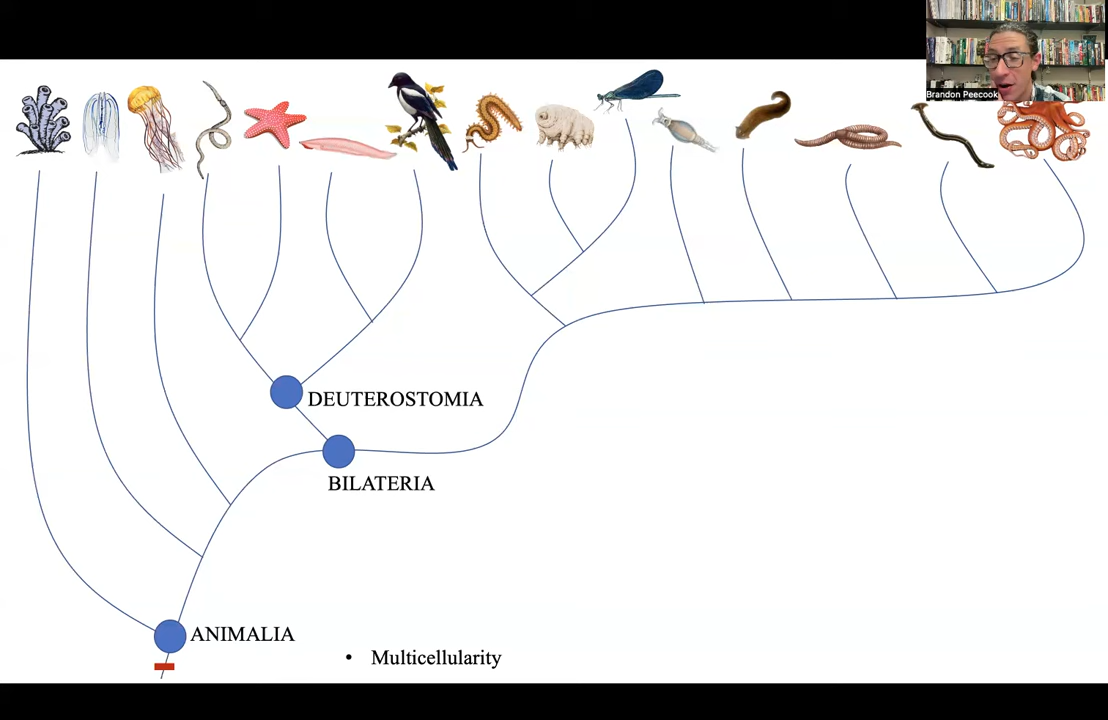 Brandon Peecook
DEUTEROSTOMIA
BILATERIA
ANIMALIA
• Multicellularity